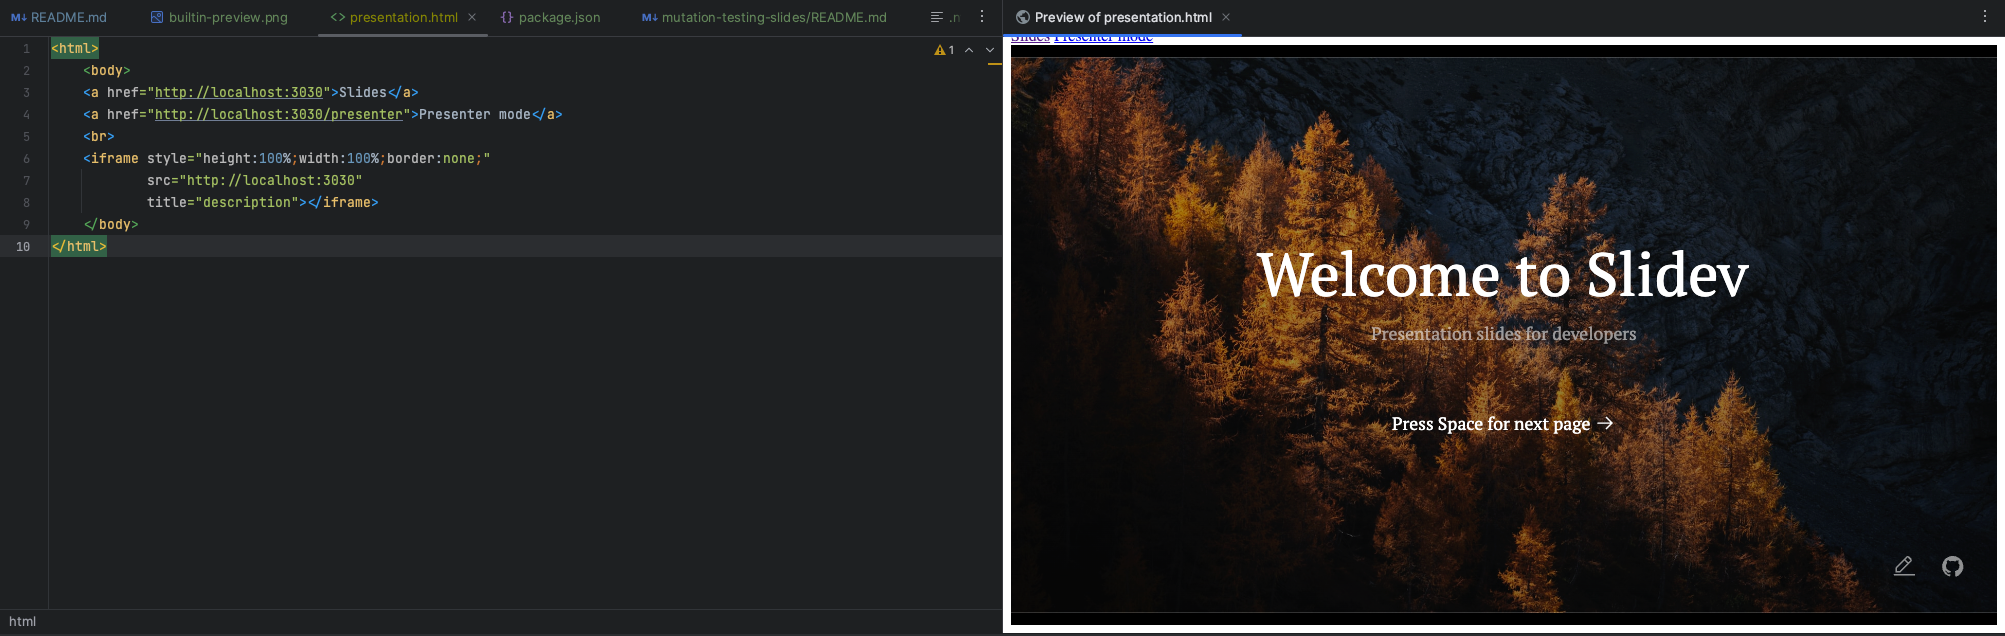 README.md
builtin-preview.png
presentation.html
package.json
mutation-testing-slides/README.md
.n
Preview of presentation.html
1 <html>
2 <body>
3 <a href="http://localhost:3030">Slides</a>
4 <a href="http://localhost:3030/presenter">Presenter mode</a>
5 <br>
6 <iframe style="height:100%;width:100%;border:none;"
7 src="http://localhost:3030"
8 title="description"></iframe>
9 </body>
10 </html>
1
html
Slides Presenter mode
Welcome to Slidev
Presentation slides for developers
Press Space for next page →